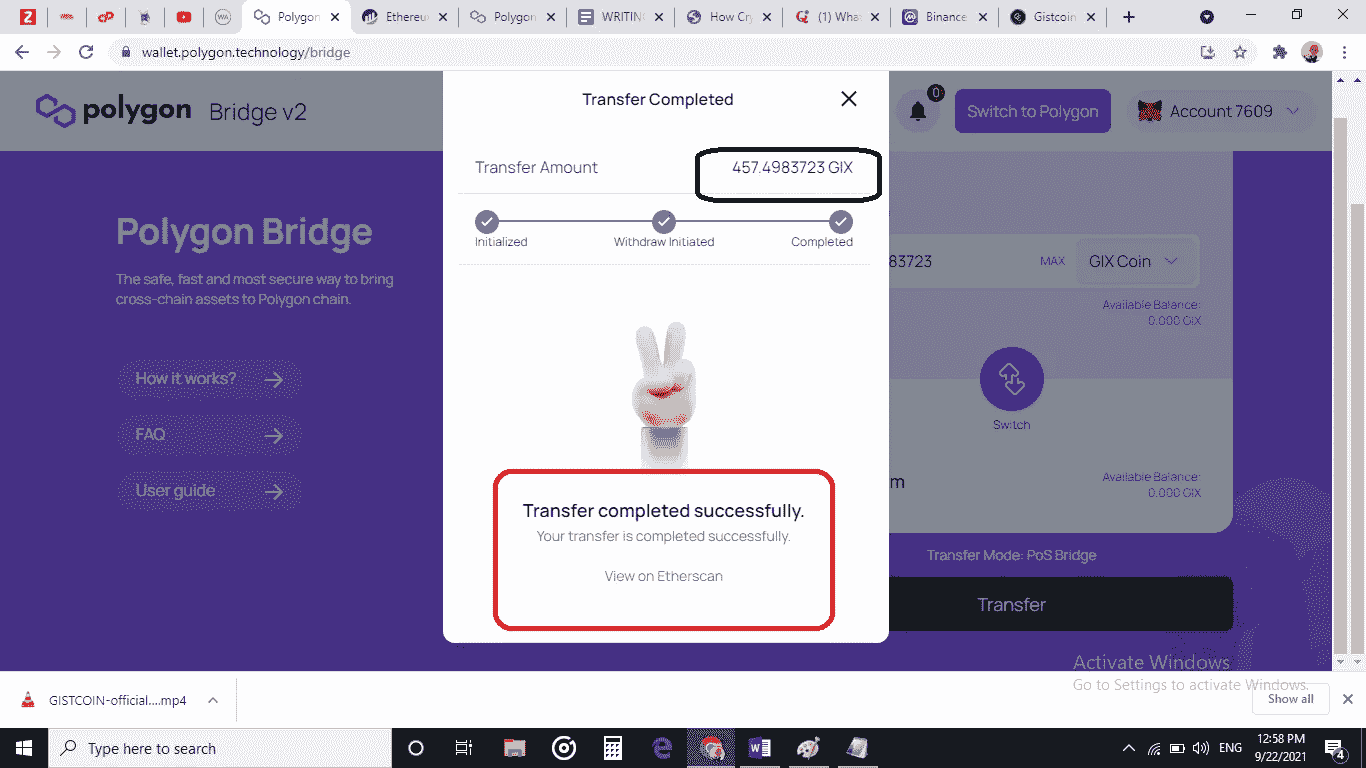 Polygon
Ethereu
Polygon
WRITING
How Cry
(1) Wha
Binance
Gistcoin
wallet.polygon.technology/bridge
polygon Bridge v2
0
Switch to Polygon
Account 7609
Transfer Completed
Transfer Amount
457.4983723 GIX
Initialized
Withdraw Initiated
Completed
Polygon Bridge
The safe, fast and most secure way to bring
cross-chain assets to Polygon chain.
How it works?
FAQ
User guide
83723
MAX
GIX Coin
Available Balance:
0.000 GIX
Switch
m
Available Balance:
0.000 GIX
Transfer completed successfully.
Your transfer is completed successfully.
View on Etherscan
Transfer Mode: PoS Bridge
Transfer
Activate Windows
Go to Settings to activate Windows.
GISTCOIN-official....mp4
Show all
Type here to search
ENG
12:58 PM
9/22/2021
4